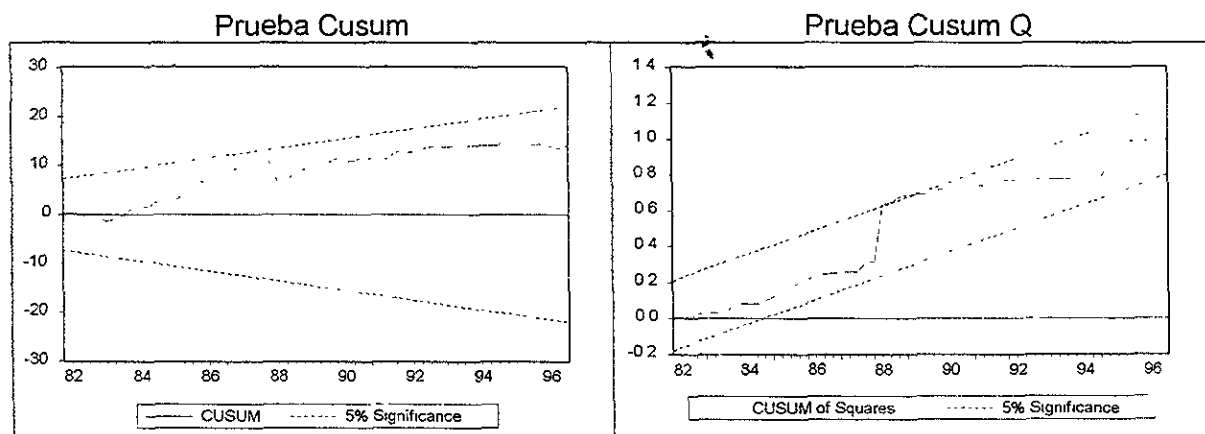 Prueba Cusum
30
20
10
0
-10
-20
-30
82 84 86 88 90 92 94 96
CUSUM 5% Significance
Prueba Cusum Q
1 4
1 2
1 0
0 8
0 6
0 4
0 2
0 0
-0 2
82 84 86 88 90 92 94 96
CUSUM of Squares 5% Significance